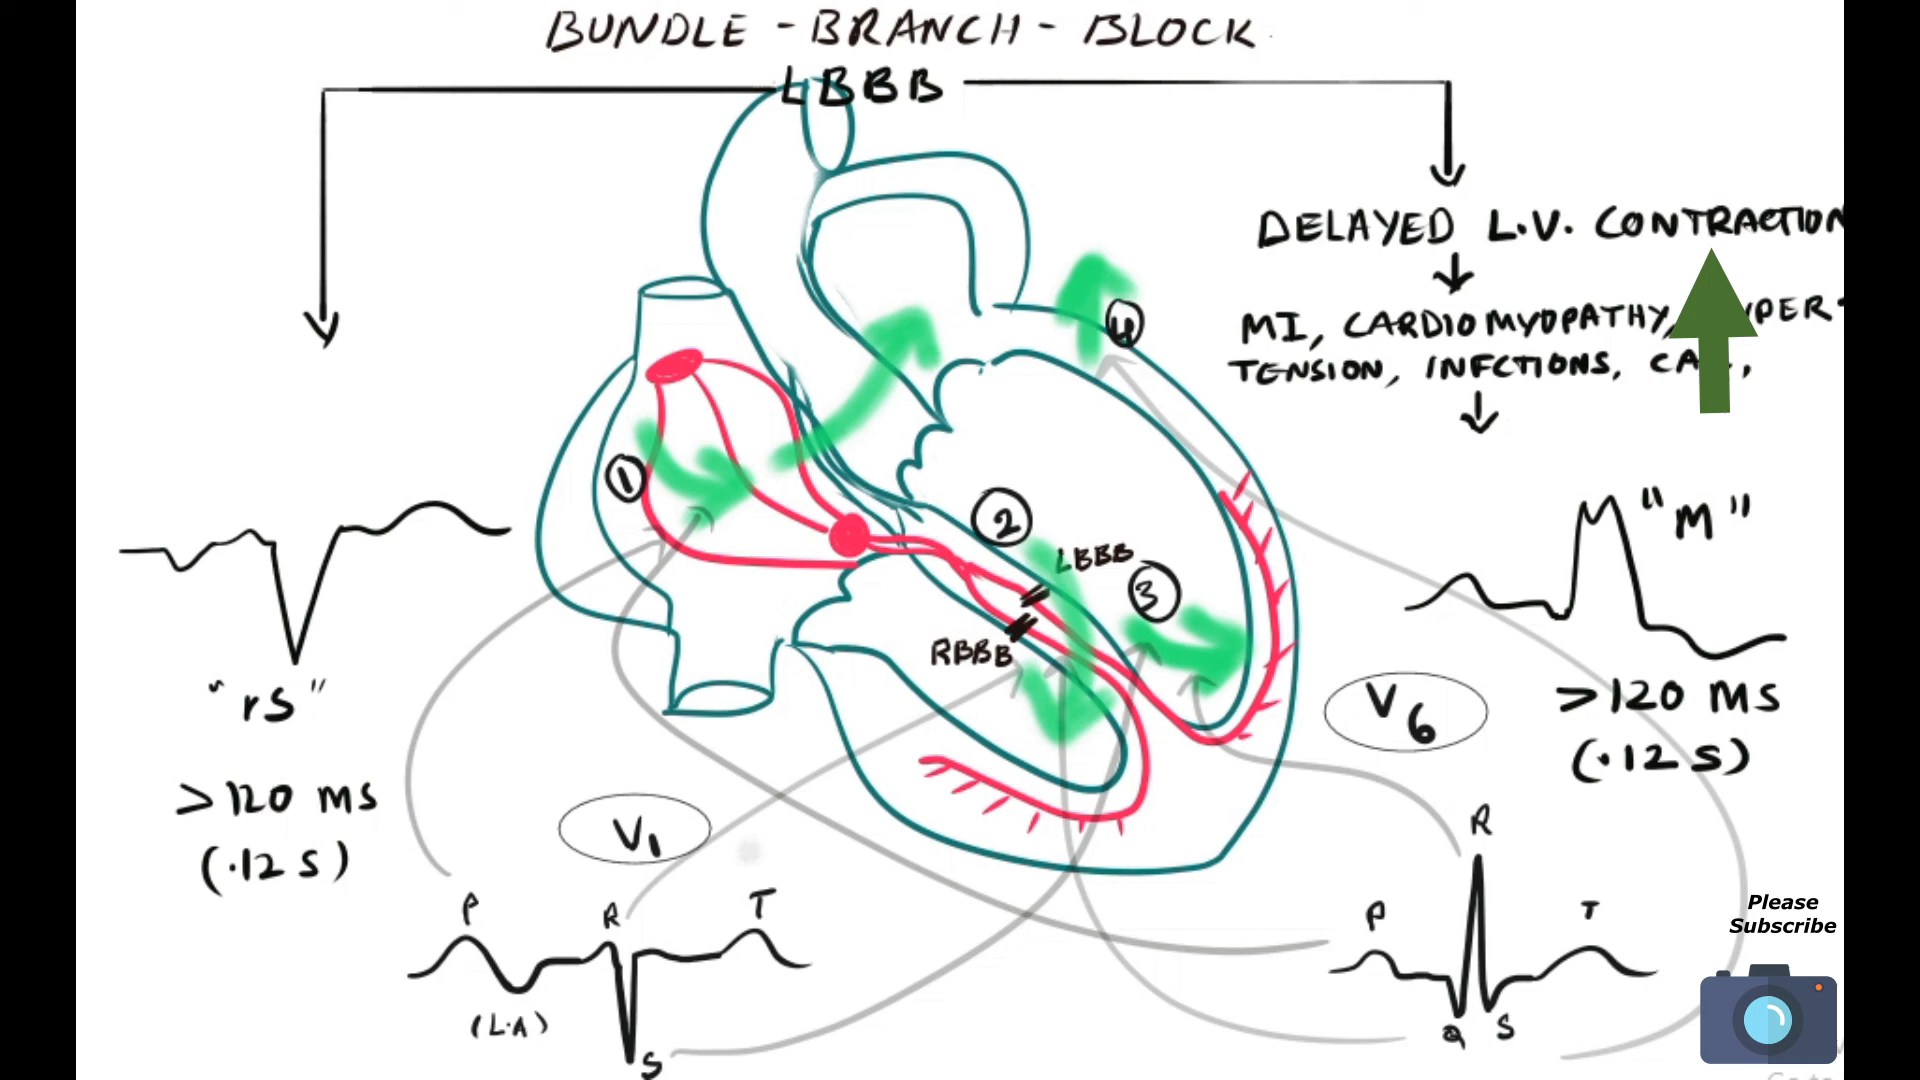 BUNDLE - BRANCH - BLOCK
LBBB
DELAYED L.V. CONTRACTION
MI, CARDIOMYOPATHY,
TENSION, INFCTIONS,
1
4
2
LBBB
3
RBBB
"M"
"rS"
>120 ms
(.12 s)
V6
>120 MS
(.12 s)
V1
P
R
T
(L.A)
S
R
P
T
Q
S
Please
Subscribe